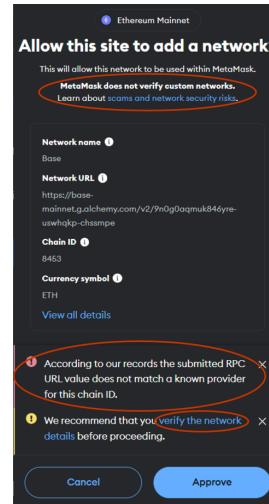 Ethereum Mainnet
Allow this site to add a network
This will allow this network to be used within MetaMask.
MetaMask does not verify custom networks.
Learn about scams and network security risks.
Network name
Base
Network URL
https://base-
mainnet.g.alchemy.com/v2/9n0g0aqmuk846yre-
uswhqkp-chssmpe
Chain ID
8453
Currency symbol
ETH
View all details
According to our records the submitted RPC
URL value does not match a known provider
for this chain ID.
We recommend that you verify the network
details before proceeding.
Cancel
Approve